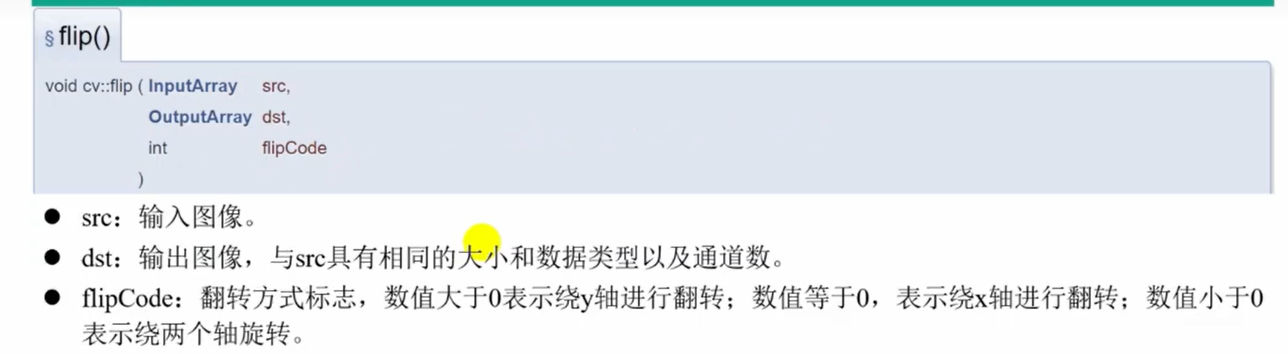 § flip()
void cv::flip ( InputArray src,
OutputArray dst,
int flipCode
)
● src：输入图像。
● dst：输出图像，与src具有相同的大小和数据类型以及通道数。
● flipCode：翻转方式标志，数值大于0表示绕y轴进行翻转；数值等于0，表示绕x轴进行翻转；数值小于0
表示绕两个轴旋转。